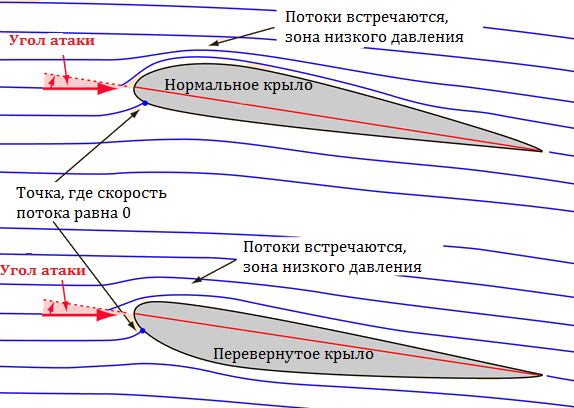 Потоки встречаются,
зона низкого давления
Угол атаки
Нормальное крыло
Точка, где скорость
потока равна 0
Потоки встречаются,
зона низкого давления
Угол атаки
Перевернутое крыло